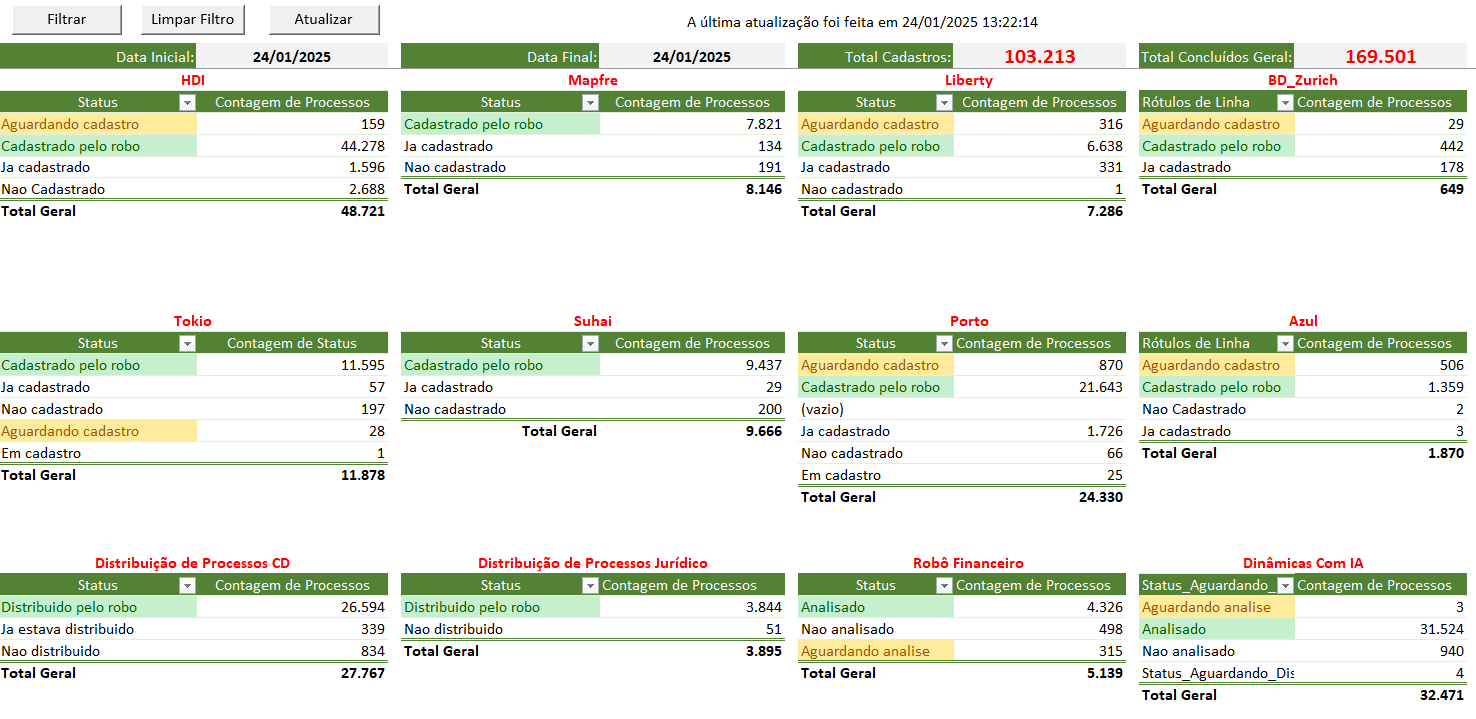 Filtrar Limpar Filtro Atualizar A última atualização foi feita em 24/01/2025 13:22:14
Data Inicial: 24/01/2025 Data Final: 24/01/2025 Total Cadastros: 103.213 Total Concluídos Geral: 169.501
HDI Mapfre Liberty BD_Zurich
Status Contagem de Processos Status Contagem de Processos Status Contagem de Processos Rótulos de Linha Contagem de Processos
Aguardando cadastro 159 Cadastrado pelo robo 7.821 Aguardando cadastro 316 Aguardando cadastro 29
Cadastrado pelo robo 44.278 Ja cadastrado 134 Cadastrado pelo robo 6.638 Cadastrado pelo robo 442
Ja cadastrado 1.596 Nao cadastrado 191 Ja cadastrado 331 Ja cadastrado 178
Nao Cadastrado 2.688 Total Geral 8.146 Nao cadastrado 1 Total Geral 649
Total Geral 48.721 Total Geral 7.286
Tokio Suhai Porto Azul
Status Contagem de Status Status Contagem de Processos Status Contagem de Processos Rótulos de Linha Contagem de Processos
Cadastrado pelo robo 11.595 Cadastrado pelo robo 9.437 Aguardando cadastro 870 Aguardando cadastro 506
Ja cadastrado 57 Ja cadastrado 29 Cadastrado pelo robo 21.643 Cadastrado pelo robo 1.359
Nao cadastrado 197 Nao cadastrado 200 (vazio) Nao Cadastrado 2
Aguardando cadastro 28 Total Geral 9.666 Ja cadastrado 1.726 Ja cadastrado 3
Em cadastro 1 Nao cadastrado 66 Total Geral 1.870
Total Geral 11.878 Em cadastro 25
Total Geral 24.330
Distribuição de Processos CD Distribuição de Processos Jurídico Robô Financeiro Dinâmicas Com IA
Status Contagem de Processos Status Contagem de Processos Status Contagem de Processos Status_Aguardando_ Contagem de Processos
Distribuido pelo robo 26.594 Distribuido pelo robo 3.844 Analisado 4.326 Aguardando analise 3
Ja estava distribuido 339 Nao distribuido 51 Nao analisado 498 Analisado 31.524
Nao distribuido 834 Total Geral 3.895 Aguardando analise 315 Nao analisado 940
Total Geral 27.767 Total Geral 5.139 Status_Aguardando_Dis 4
Total Geral 32.471